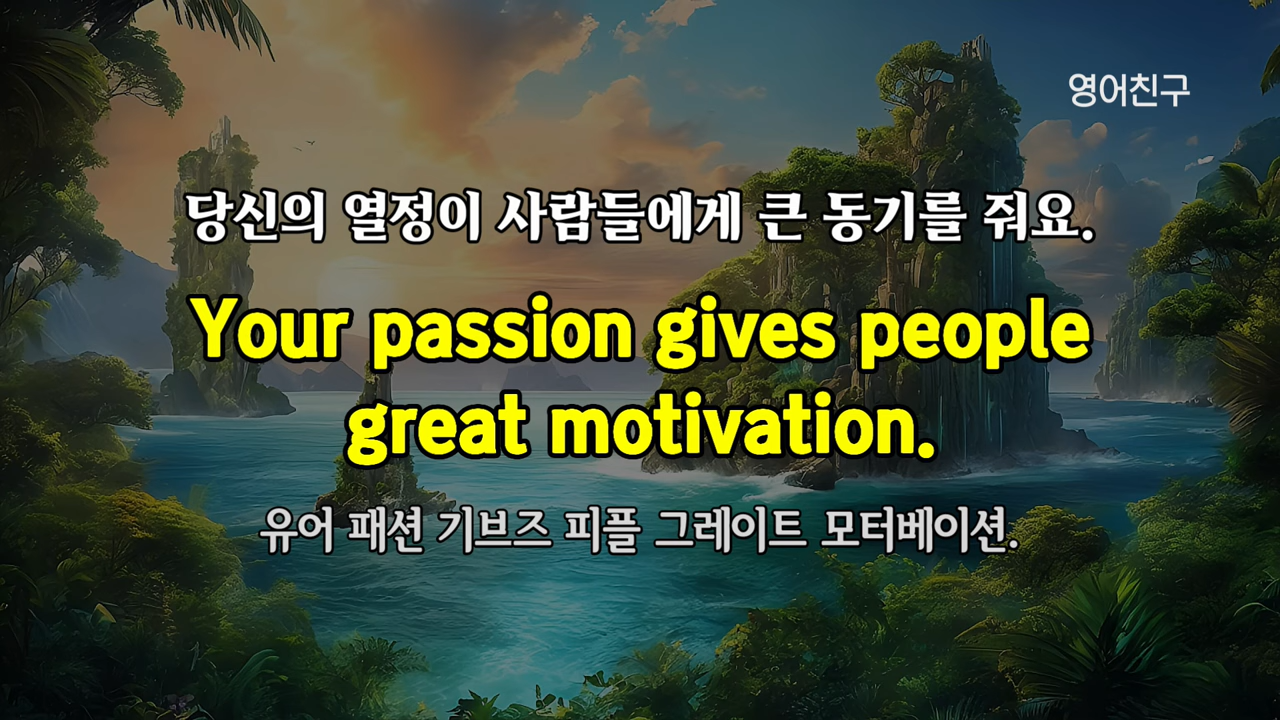 영어친구
당신의 열정이 사람들에게 큰 동기를 줘요.
Your passion gives people
great motivation.
유어 패션 기브즈 피플 그레이트 모터베이션.